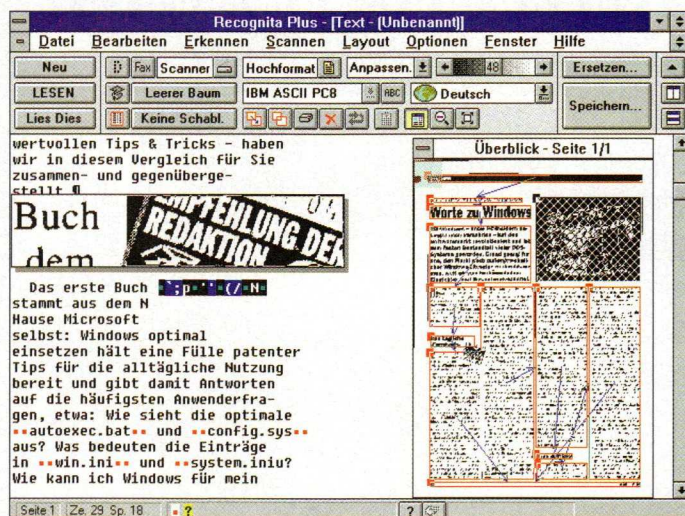 Recognita Plus - [Text - (Unbenannt)]
Datei Bearbeiten Erkennen Scannen Layout Optionen Fenster Hilfe
Neu Fax Scanner Hochformat Anpassen. 48 Ersetzen...
LESEN Leerer Baum IBM ASCII PC8 ABC Deutsch Speichern...
Lies Dies Keine Schabl.
wertvollen Tips & Tricks - haben
wir in diesem Vergleich für Sie
zusammen- und gegenüberge-
stellt ¶
Buch
dem
EMPFEHLUNG DER
REDAKTION
Das erste Buch `;p▪'`▪(/▪N▪
stammt aus dem N
Hause Microsoft
selbst: Windows optimal
einsetzen hält eine Fülle patenter
Tips für die alltägliche Nutzung
bereit und gibt damit Antworten
auf die häufigsten Anwenderfra-
gen, etwa: Wie sieht die optimale
▪▪autoexec.bat▪▪ und ▪▪config.sys▪▪
aus? Was bedeuten die Einträge
in ▪▪win.ini▪▪ und ▪▪system.iniu?
Wie kann ich Windows für mein
Überblick - Seite 1/1
Worte zu Windows
Seite 1 Ze. 29 Sp. 18 ▪ ? ?